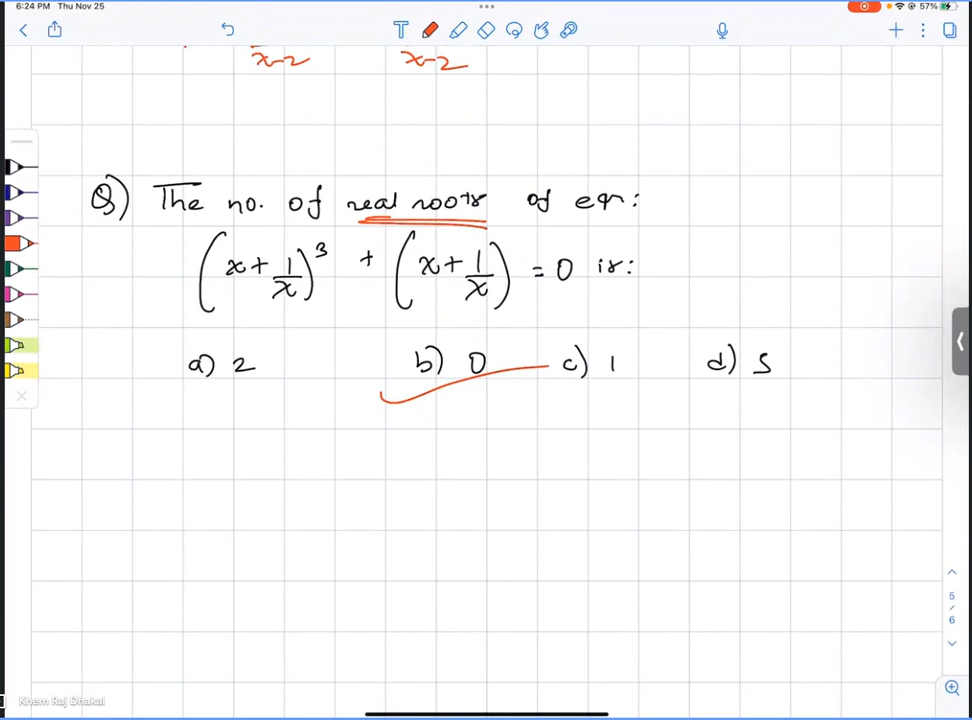 6:24 PM Thu Nov 25
57%
x-2 x-2
Q) The no. of real roots of eqn:
(x+1/x)^3 + (x+1/x) = 0 is:
a) 2 b) 0 c) 1 d) 5
5
/
6
Khem Raj Dhakal